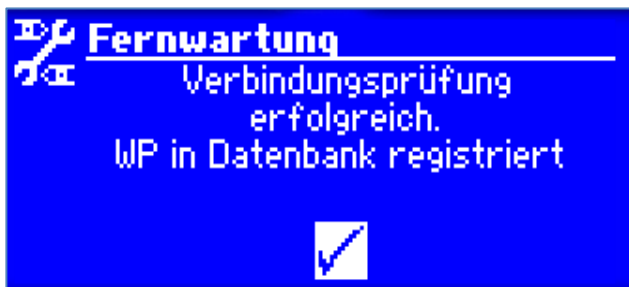 Fernwartung
Verbindungsprüfung
erfolgreich.
WP in Datenbank registriert